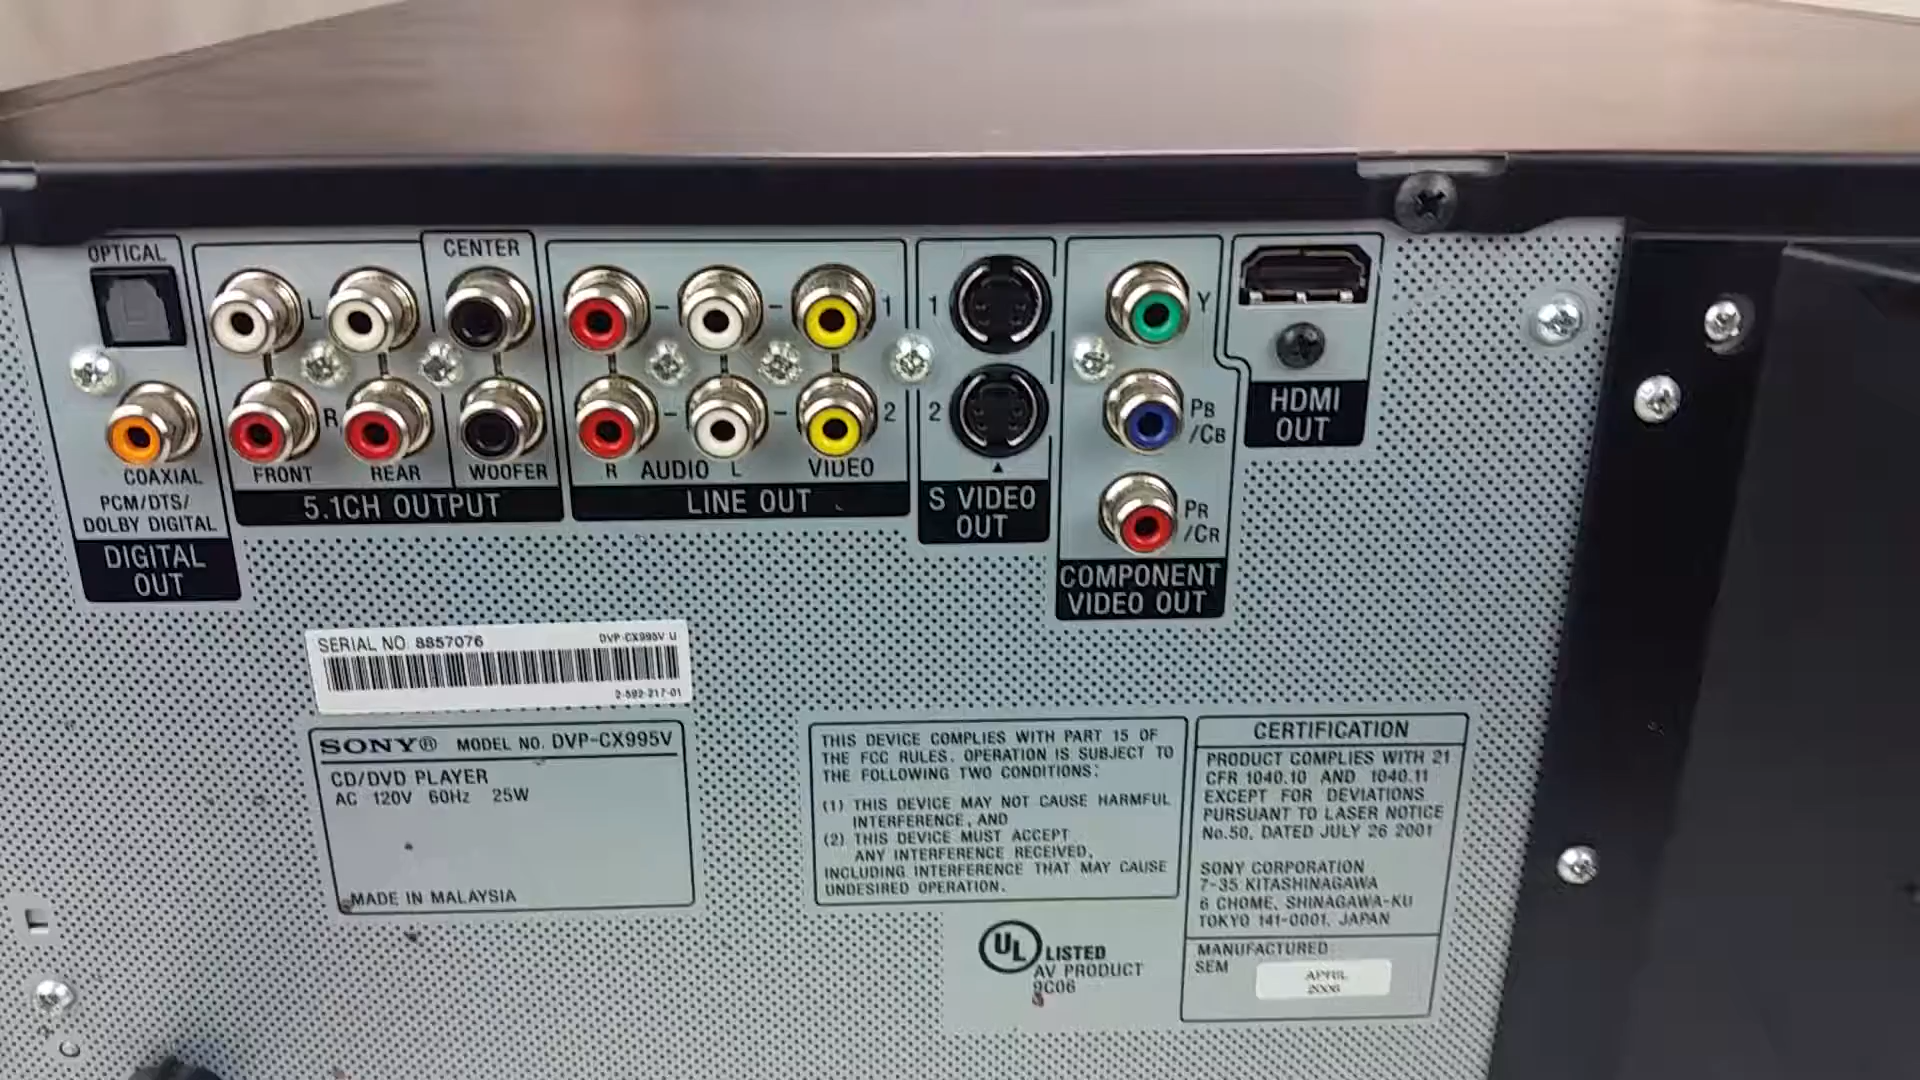 OPTICAL
COAXIAL
PCM/DTS/
DOLBY DIGITAL
DIGITAL
OUT
CENTER
L
R
FRONT
REAR
WOOFER
5.1CH OUTPUT
1
2
R AUDIO L VIDEO
LINE OUT
1
2
S VIDEO
OUT
Y
PB
/CB
PR
/CR
COMPONENT
VIDEO OUT
HDMI
OUT
SERIAL NO. 8857076 DVP-CX995V U
2-592-217-01
SONY® MODEL NO. DVP-CX995V
CD/DVD PLAYER
AC 120V 60Hz 25W
MADE IN MALAYSIA
THIS DEVICE COMPLIES WITH PART 15 OF
THE FCC RULES. OPERATION IS SUBJECT TO
THE FOLLOWING TWO CONDITIONS:
(1) THIS DEVICE MAY NOT CAUSE HARMFUL
INTERFERENCE, AND
(2) THIS DEVICE MUST ACCEPT
ANY INTERFERENCE RECEIVED,
INCLUDING INTERFERENCE THAT MAY CAUSE
UNDESIRED OPERATION.
UL LISTED
AV PRODUCT
9C06
CERTIFICATION
PRODUCT COMPLIES WITH 21
CFR 1040.10 AND 1040.11
EXCEPT FOR DEVIATIONS
PURSUANT TO LASER NOTICE
No.50, DATED JULY 26 2001
SONY CORPORATION
7-35 KITASHINAGAWA
6 CHOME, SHINAGAWA-KU
TOKYO 141-0001, JAPAN
MANUFACTURED:
SEM
APRIL
2006